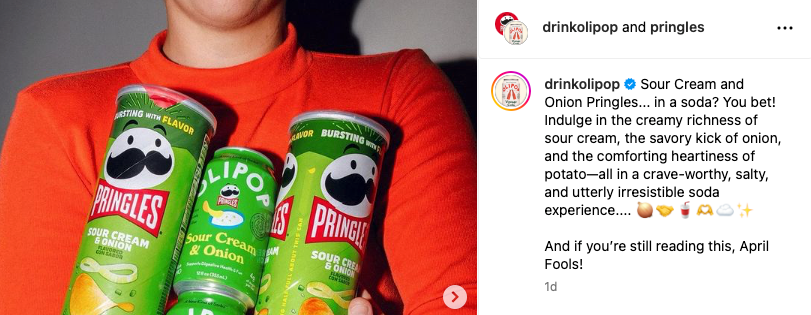 BURSTING WITH FLAVOR
PRINGLES
SOUR CREAM
& ONION
OLIPOP
PRINGLES
Sour Cream
& Onion
FLAVOR BURSTING WITH
PRINGLES
SOUR CREAM
& ONION
drinkolipop and pringles
drinkolipop Sour Cream and
Onion Pringles... in a soda? You bet!
Indulge in the creamy richness of
sour cream, the savory kick of onion,
and the comforting heartiness of
potato—all in a crave-worthy, salty,
and utterly irresistible soda
experience.... 🥔🤝🥤🫶☁️✨
And if you’re still reading this, April
Fools!
1d